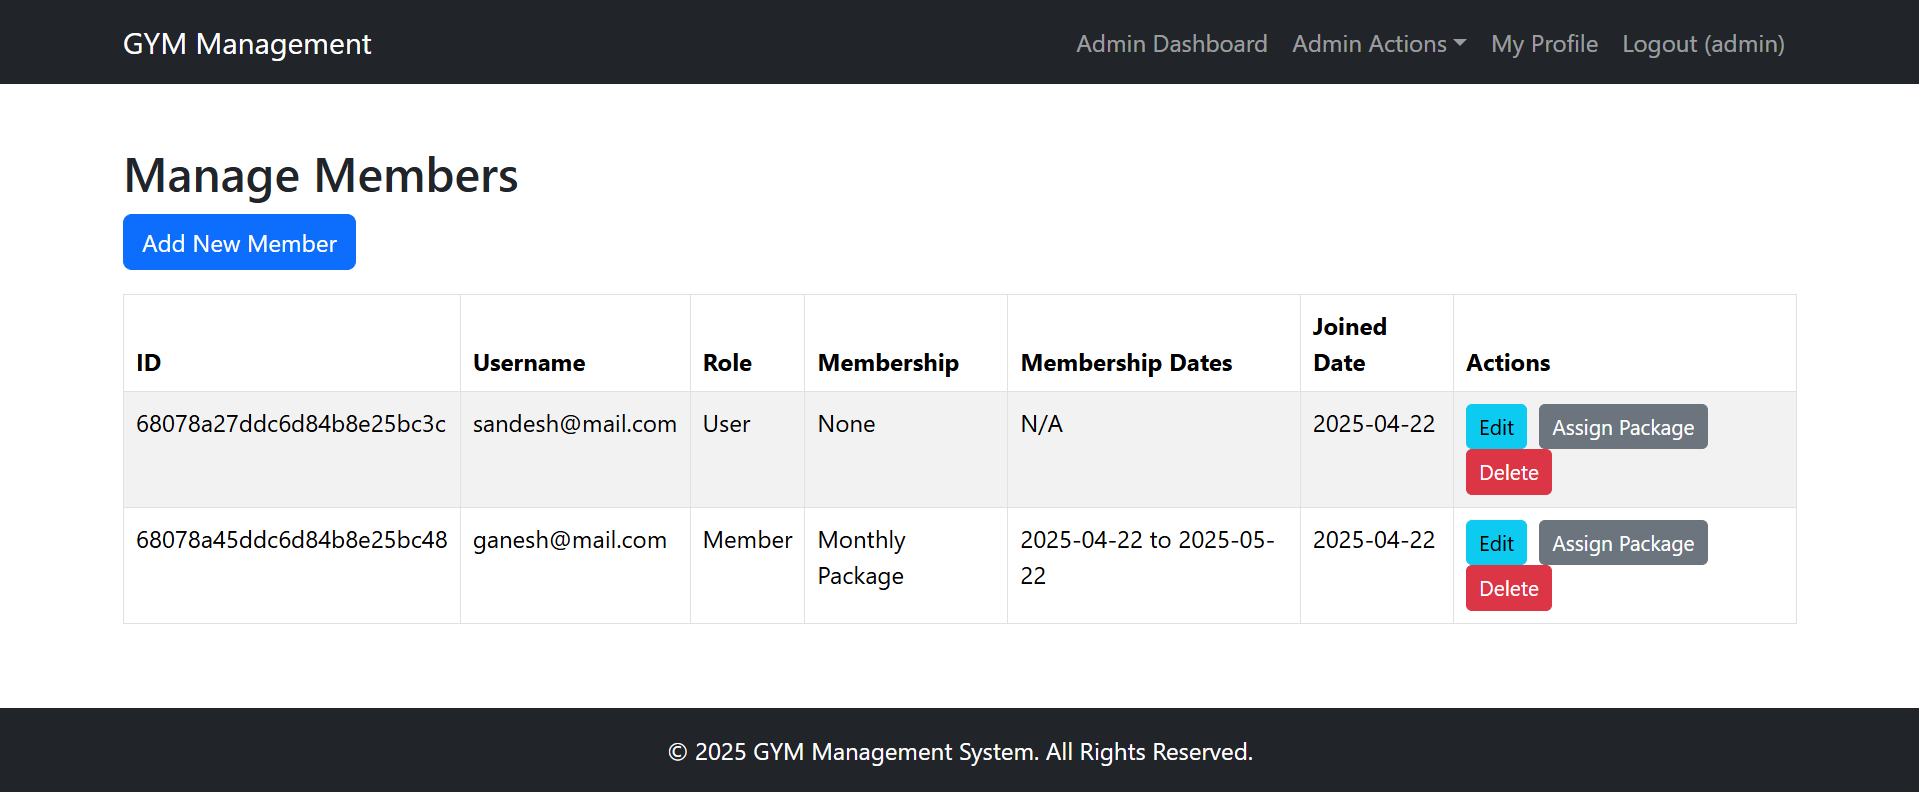 GYM Management Admin Dashboard Admin Actions My Profile Logout (admin)
Manage Members
Add New Member
ID Username Role Membership Membership Dates Joined Date Actions
68078a27ddc6d84b8e25bc3c sandesh@mail.com User None N/A 2025-04-22 Edit Assign Package
Delete
68078a45ddc6d84b8e25bc48 ganesh@mail.com Member Monthly Package 2025-04-22 to 2025-05-22 2025-04-22 Edit Assign Package
Delete
© 2025 GYM Management System. All Rights Reserved.